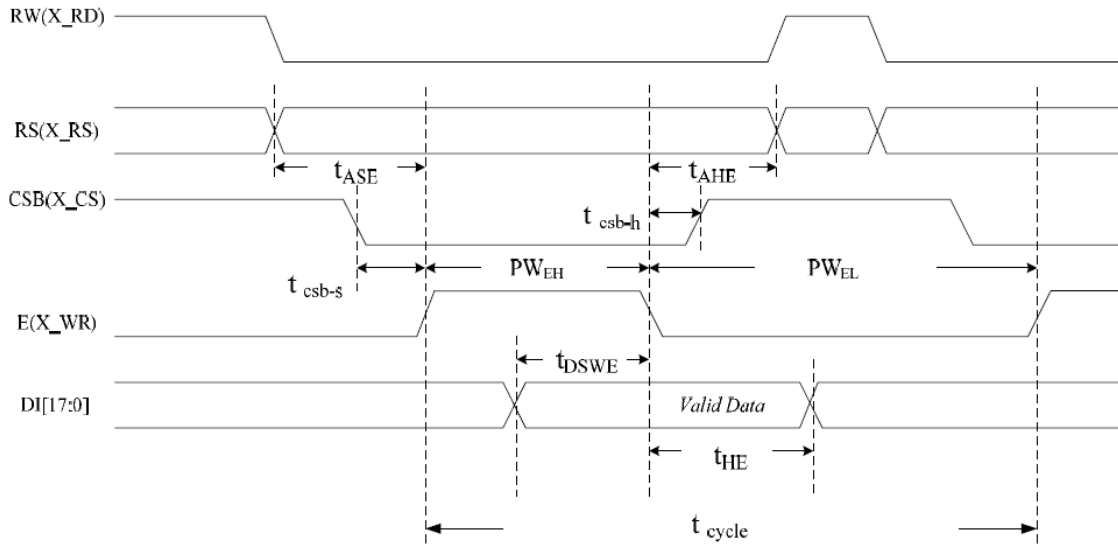 RW(X_RD)
RS(X_RS)
tASE
tAHE
CSB(X_CS)
t csb-h
t csb-s
PWEH
PWEL
E(X_WR)
tDSWE
DI[17:0]
Valid Data
tHE
t cycle